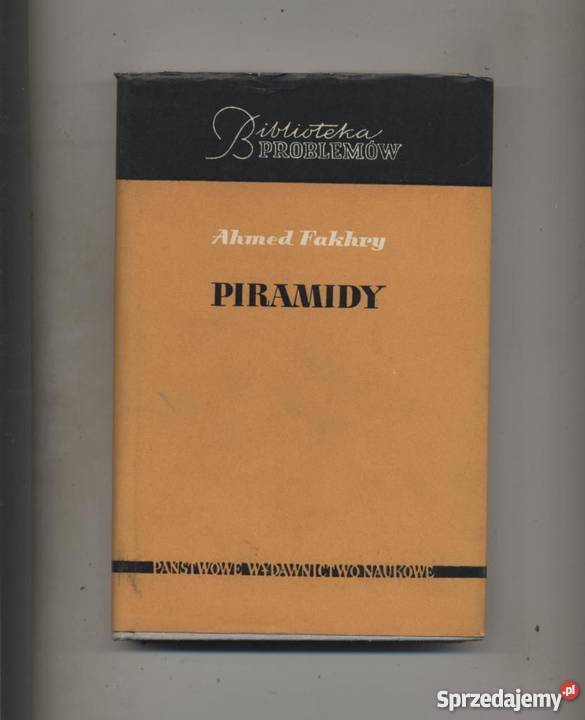 Biblioteka
PROBLEMÓW
Ahmed Fakhry
PIRAMIDY
PAŃSTWOWE WYDAWNICTWO NAUKOWE
Sprzedajemy.pl